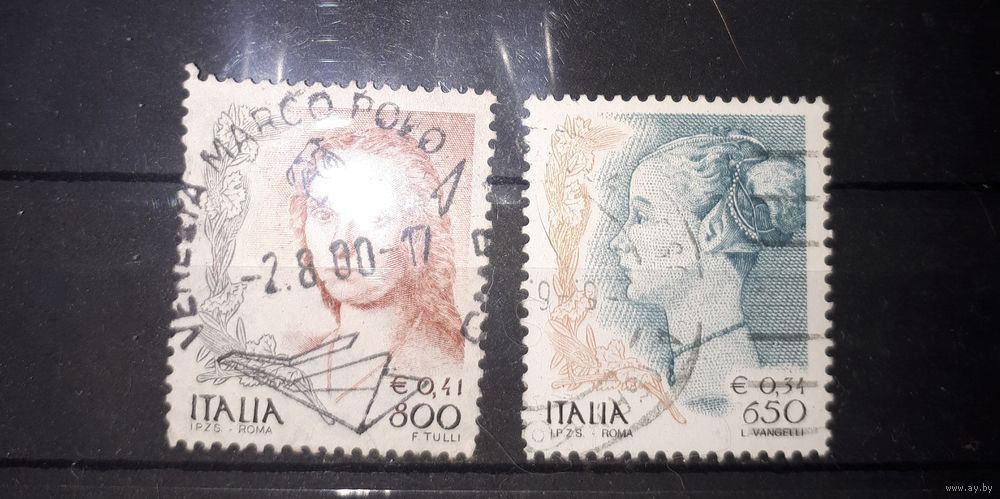 VENEZIA MARCO POLO
-2.8.00-17
€ 0,41
ITALIA 800
I.P.Z.S. - ROMA F. TULLI
€ 0,34
ITALIA 650
I.P.Z.S. - ROMA L. VANGELLI
www.ay.by